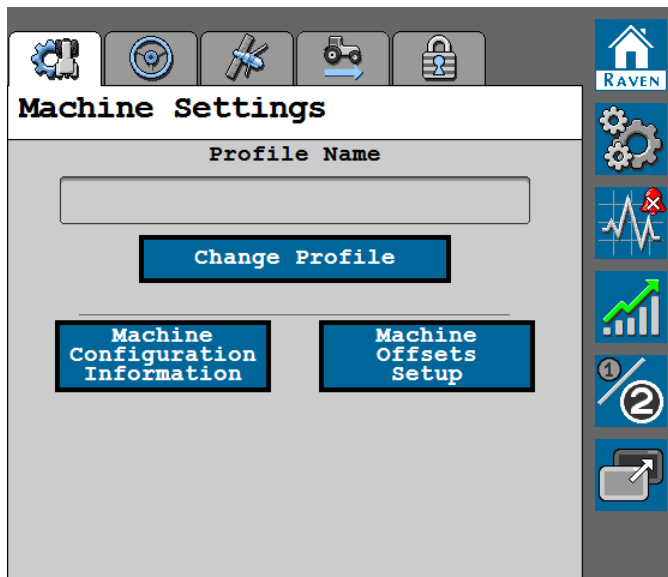 Machine Settings
RAVEN
Profile Name
Change Profile
Machine
Configuration
Information
Machine
Offsets
Setup
1/2